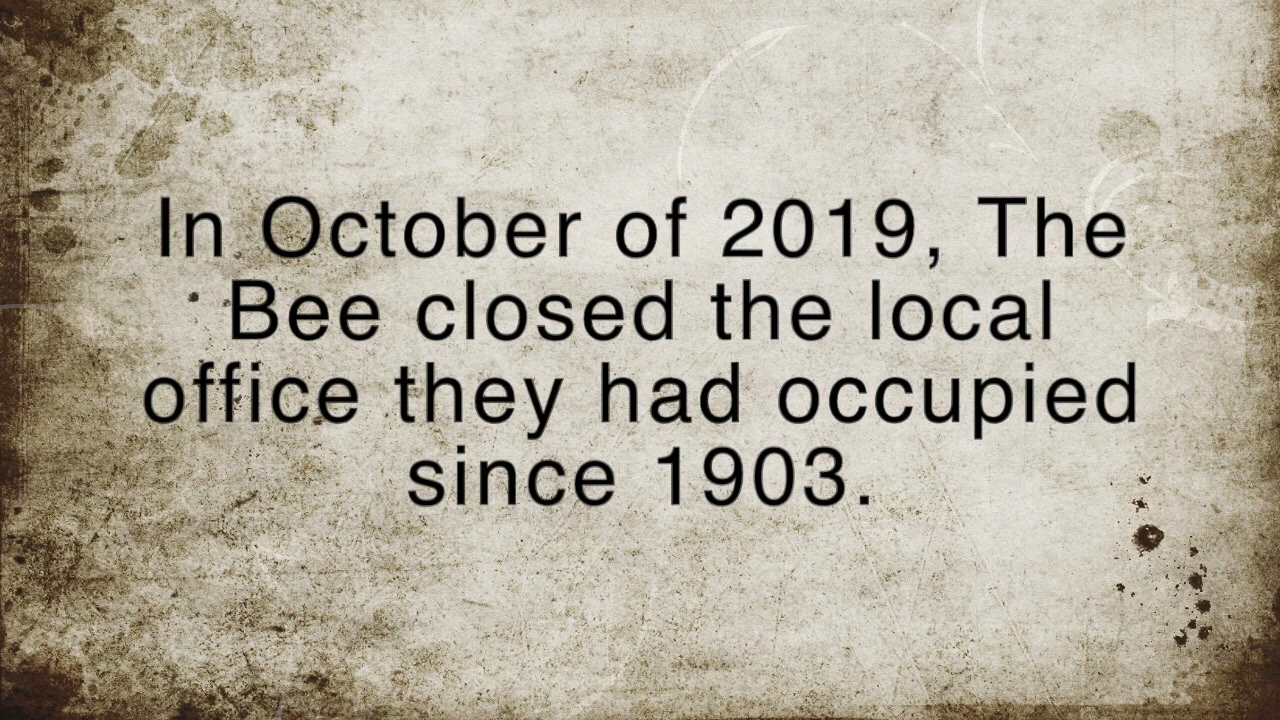 In October of 2019, The
Bee closed the local
office they had occupied
since 1903.